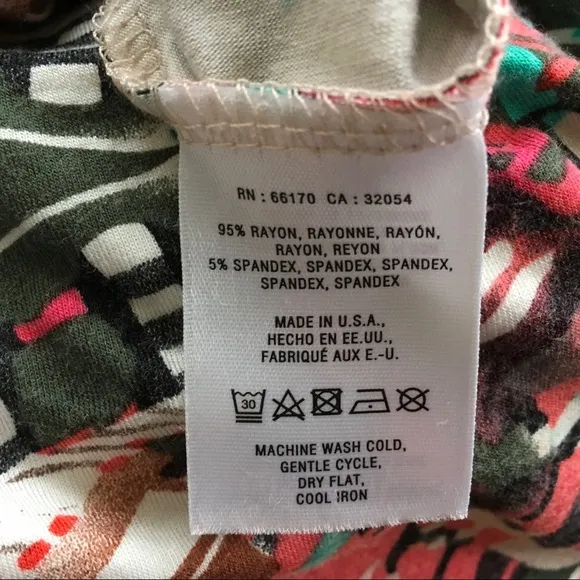 RN : 66170 CA : 32054
95% RAYON, RAYONNE, RAYÓN,
RAYON, REYON
5% SPANDEX, SPANDEX, SPANDEX,
SPANDEX, SPANDEX
MADE IN U.S.A.,
HECHO EN EE.UU.,
FABRIQUÉ AUX E.-U.
30
MACHINE WASH COLD,
GENTLE CYCLE,
DRY FLAT,
COOL IRON